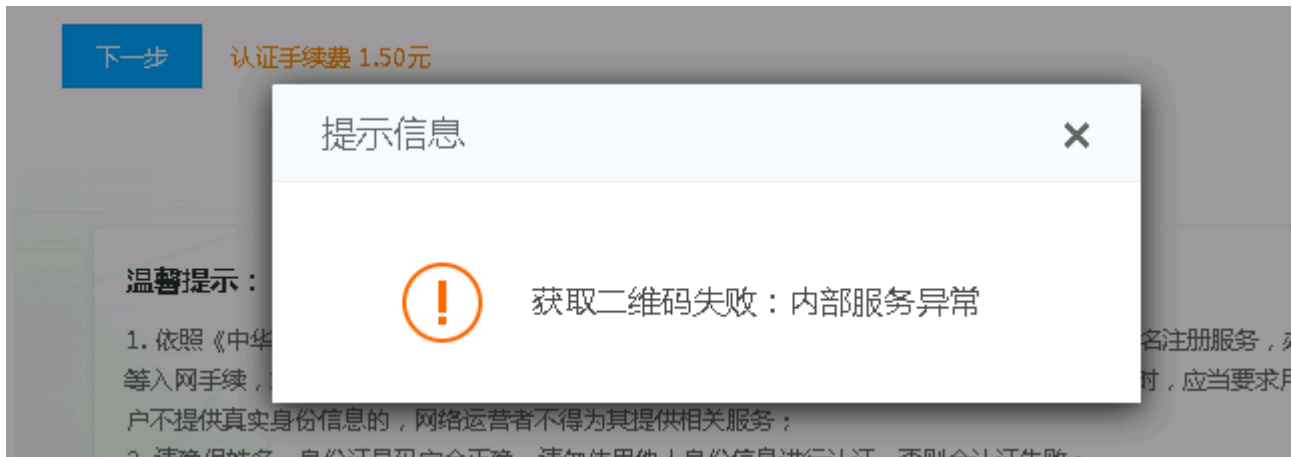 下一步 认证手续费 1.50元
提示信息
获取二维码失败：内部服务异常
温馨提示：
1. 依照《中华 名注册服务，
等入网手续， 时，应当要求用
户不提供真实身份信息的，网络运营者不得为其提供相关服务；